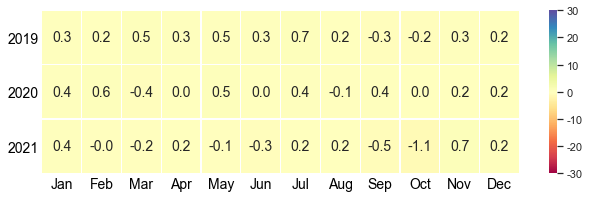 2019 0.3 0.2 0.5 0.3 0.5 0.3 0.7 0.2 -0.3 -0.2 0.3 0.2
2020 0.4 0.6 -0.4 0.0 0.5 0.0 0.4 -0.1 0.4 0.0 0.2 0.2
2021 0.4 -0.0 -0.2 0.2 -0.1 -0.3 0.2 0.2 -0.5 -1.1 0.7 0.2
Jan Feb Mar Apr May Jun Jul Aug Sep Oct Nov Dec
30
20
10
0
-10
-20
-30